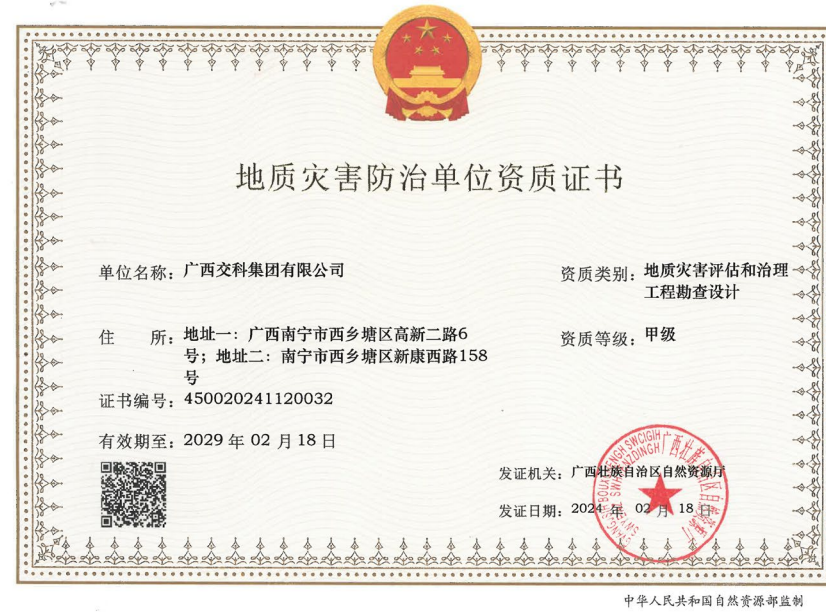 地质灾害防治单位资质证书
单位名称：广西交科集团有限公司
资质类别：地质灾害评估和治理
工程勘查设计
住 所：地址一：广西南宁市西乡塘区高新二路6
号；地址二：南宁市西乡塘区新康西路158
号
资质等级：甲级
证书编号：450020241120032
有效期至：2029 年 02 月 18 日
发证机关：广西壮族自治区自然资源厅
发证日期：2024 年 02 月 18 日
中华人民共和国自然资源部监制